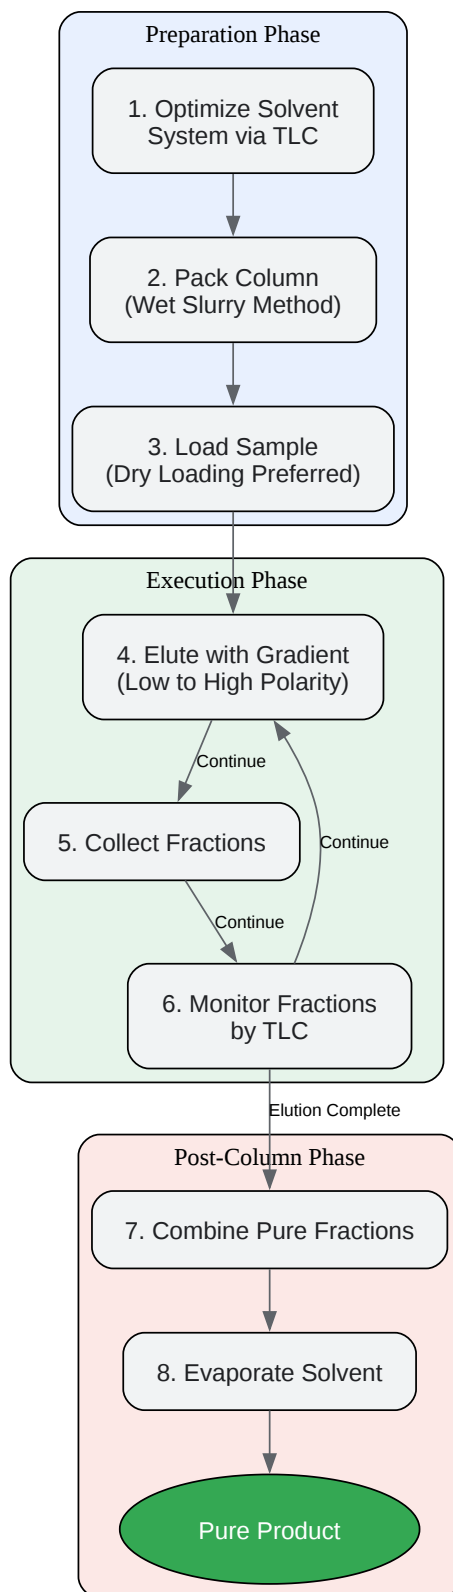 Preparation Phase
1. Optimize Solvent
System via TLC
2. Pack Column
(Wet Slurry Method)
3. Load Sample
(Dry Loading Preferred)
Execution Phase
4. Elute with Gradient
(Low to High Polarity)
Continue
5. Collect Fractions
Continue
Continue
6. Monitor Fractions
by TLC
Elution Complete
Post-Column Phase
7. Combine Pure Fractions
8. Evaporate Solvent
Pure Product